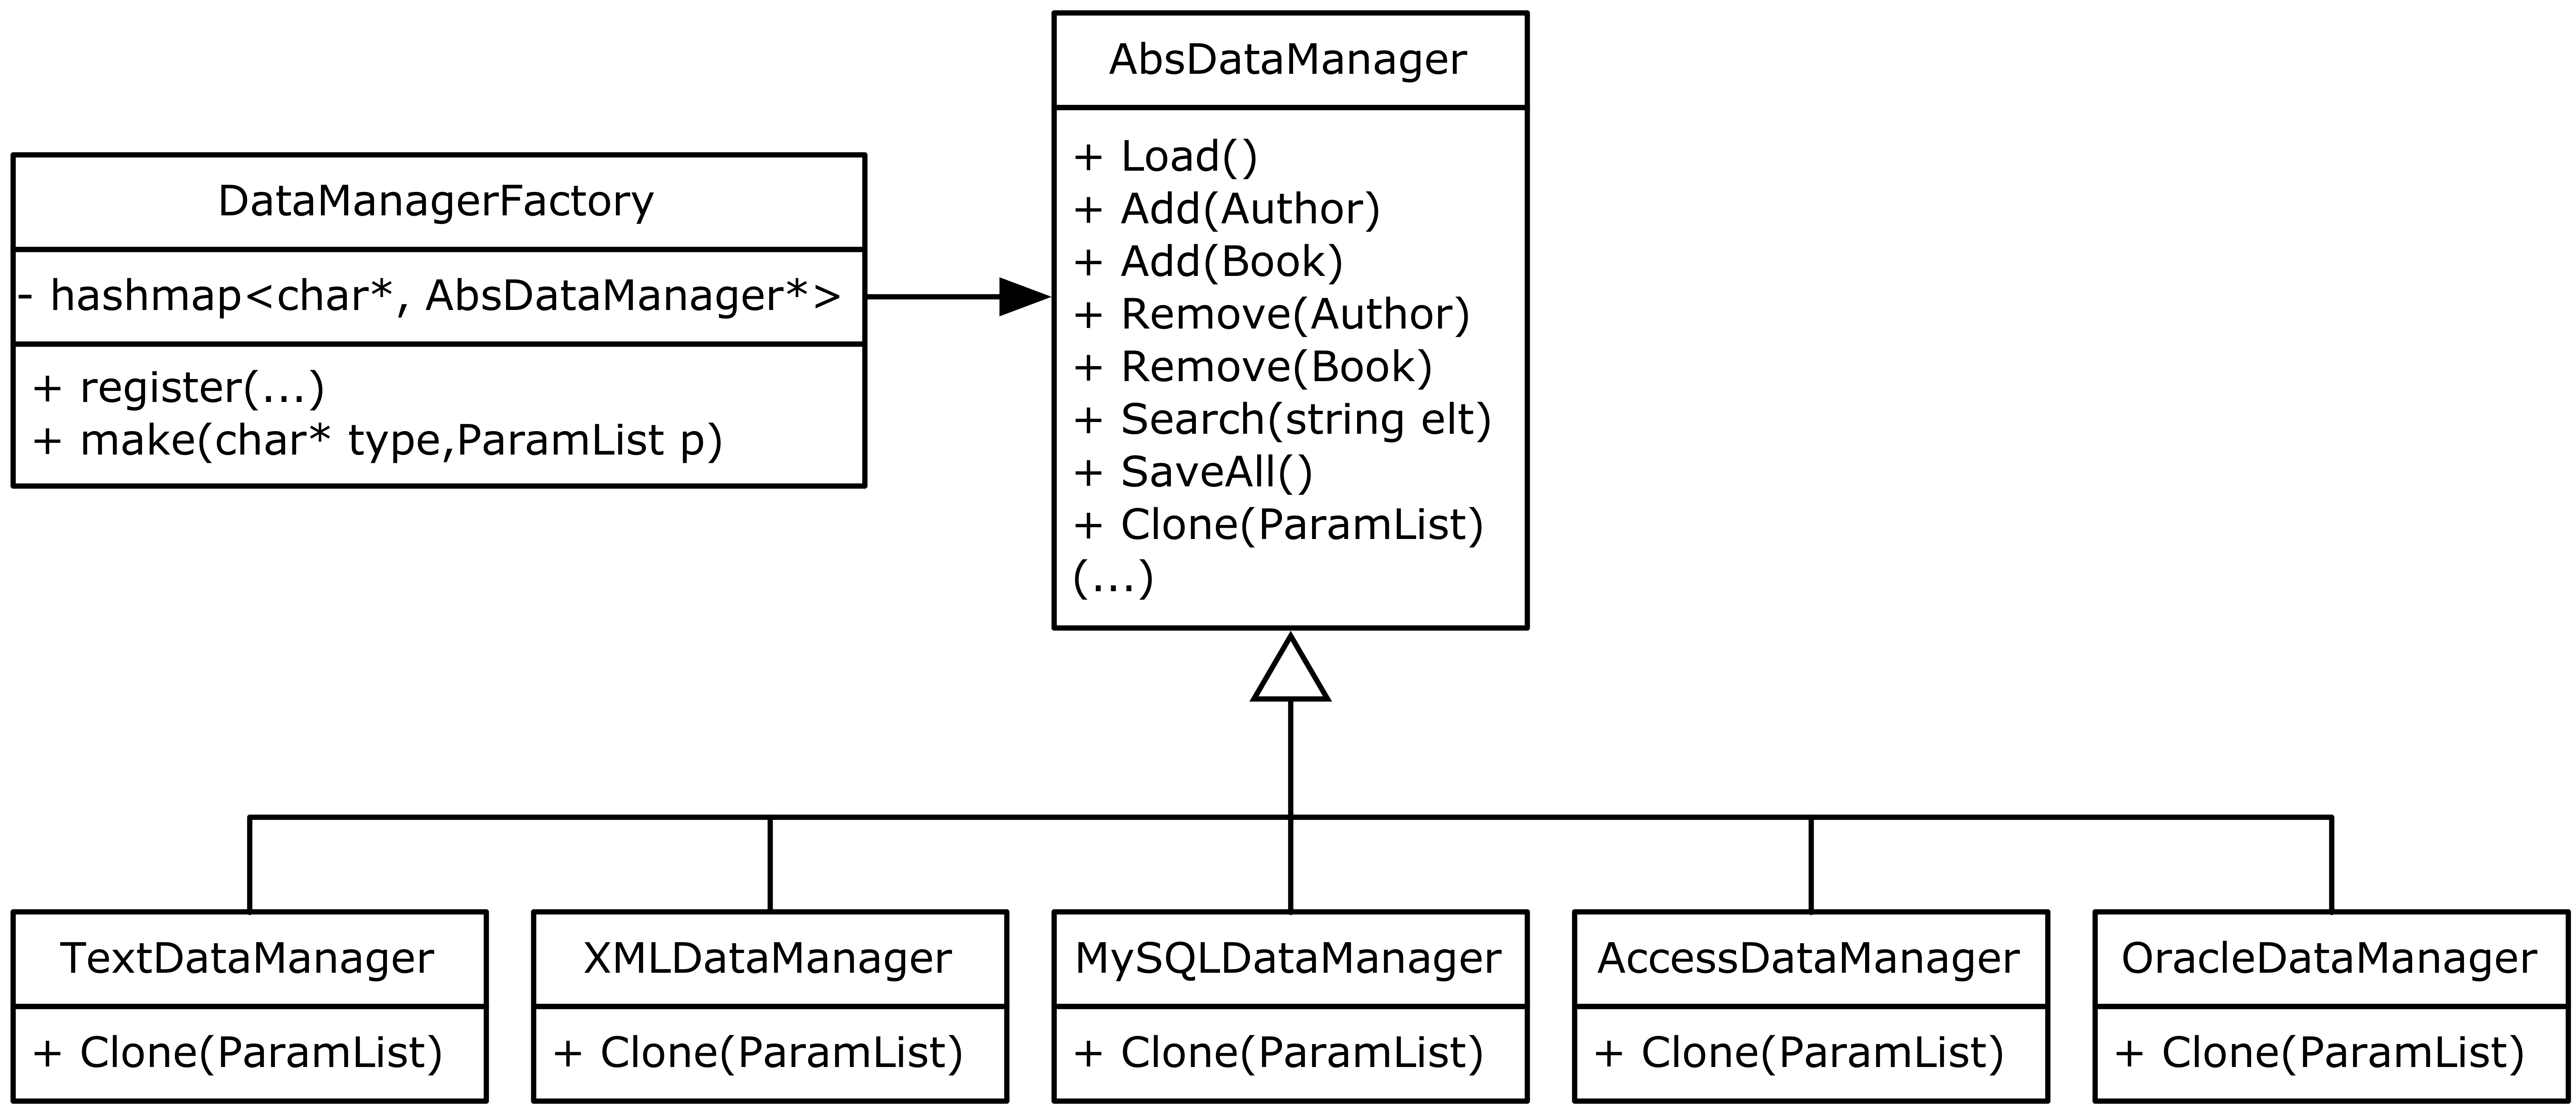 AbsDataManager
+ Load()
+ Add(Author)
+ Add(Book)
+ Remove(Author)
+ Remove(Book)
+ Search(string elt)
+ SaveAll()
+ Clone(ParamList)
(...)
DataManagerFactory
- hashmap<char*, AbsDataManager*>
+ register(...)
+ make(char* type,ParamList p)
TextDataManager
+ Clone(ParamList)
XMLDataManager
+ Clone(ParamList)
MySQLDataManager
+ Clone(ParamList)
AccessDataManager
+ Clone(ParamList)
OracleDataManager
+ Clone(ParamList)